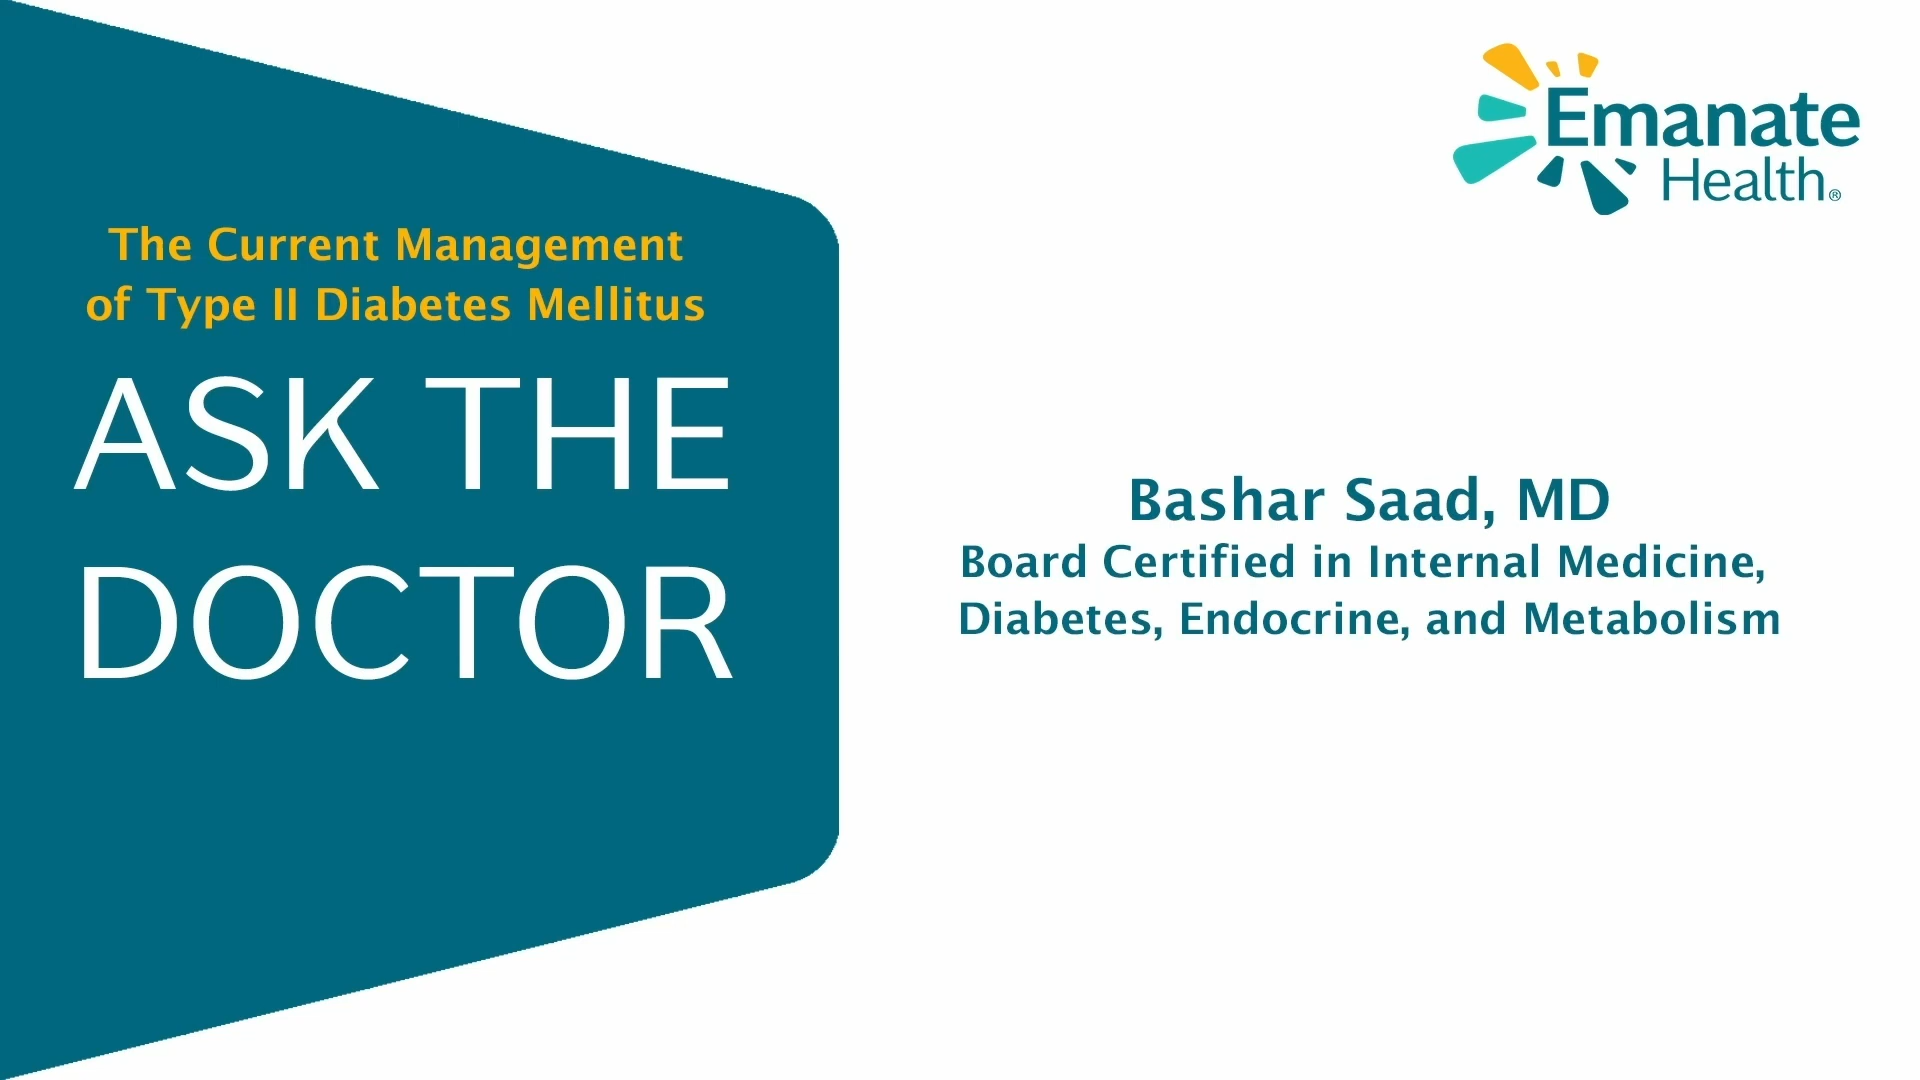 The Current Management
of Type II Diabetes Mellitus
ASK THE
DOCTOR
Emanate
Health®
Bashar Saad, MD
Board Certified in Internal Medicine,
Diabetes, Endocrine, and Metabolism